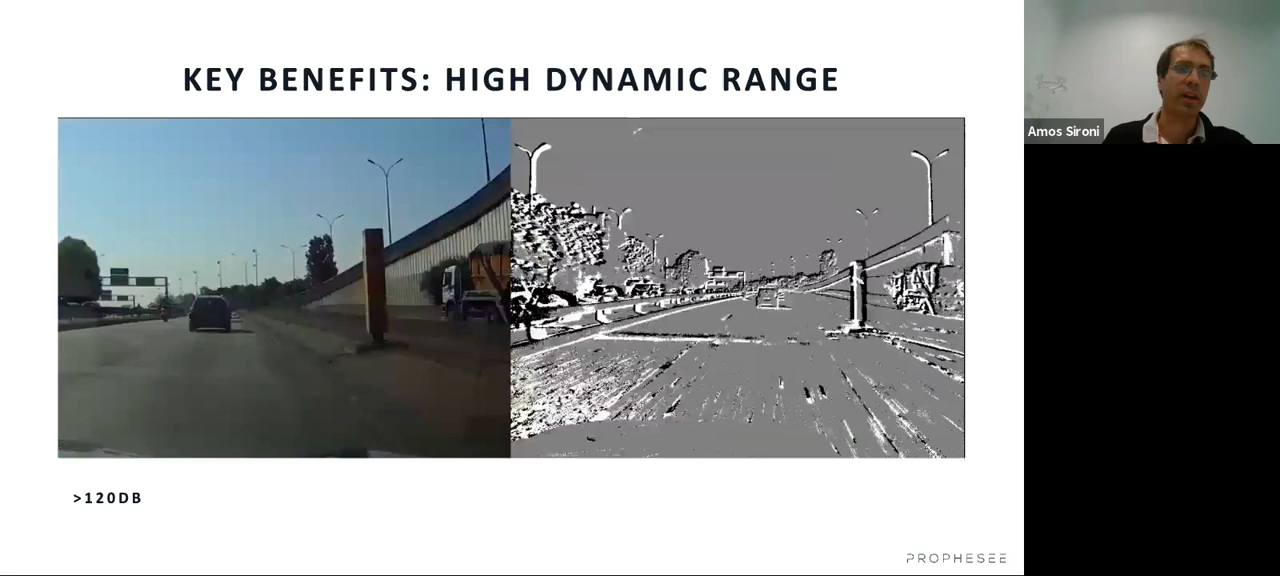 KEY BENEFITS: HIGH DYNAMIC RANGE
Amos Sironi
>120DB
PROPHESEE